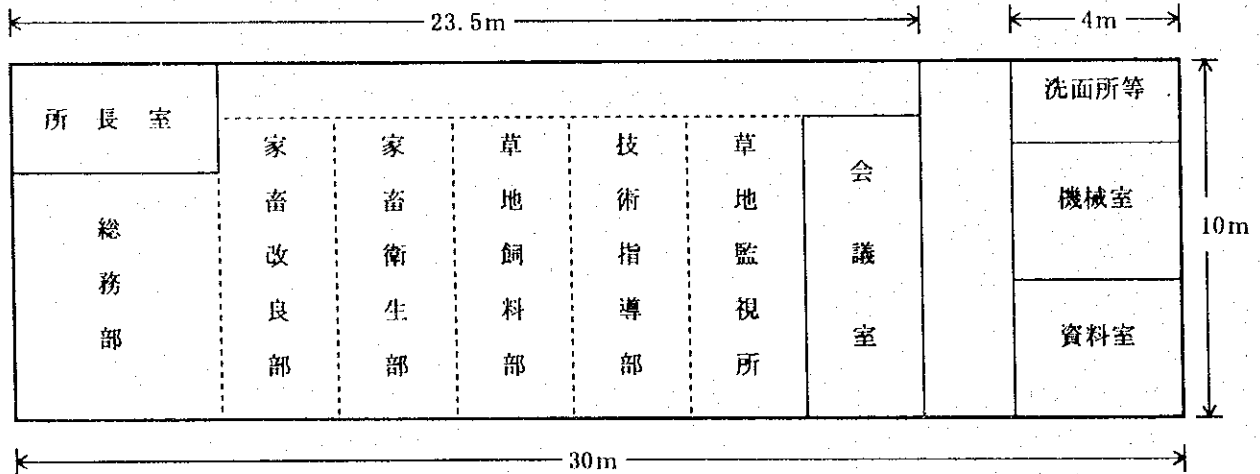 23.5m
4m
所長室
洗面所等
総務部
家畜改良部
家畜衛生部
草地飼料部
技術指導部
草地監視所
会議室
機械室
10m
資料室
30m